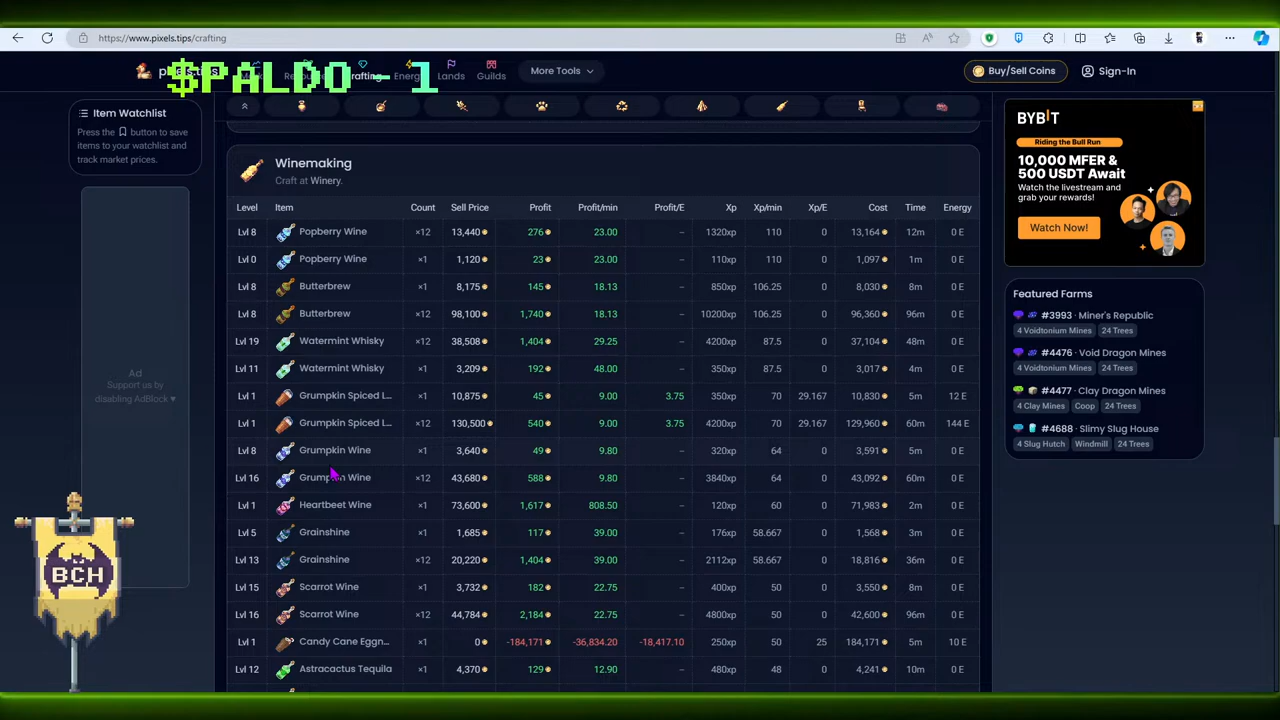 https://www.pixels.tips/crafting
$PALDO-1
Lands
Guilds
More Tools
Buy/Sell Coins
Sign-In
Item Watchlist
Press the button to save
items to your watchlist and
track market prices.
Ad
Support us by
disabling AdBlock ▾
BCH
Winemaking
Craft at Winery.
Level Item Count Sell Price Profit Profit/min Profit/E Xp Xp/min Xp/E Cost Time Energy
Lvl 8 Popberry Wine ×12 13,440 276 23.00 – 1320xp 110 0 13,164 12m 0 E
Lvl 0 Popberry Wine ×1 1,120 23 23.00 – 110xp 110 0 1,097 1m 0 E
Lvl 8 Butterbrew ×1 8,175 145 18.13 – 850xp 106.25 0 8,030 8m 0 E
Lvl 8 Butterbrew ×12 98,100 1,740 18.13 – 10200xp 106.25 0 96,360 96m 0 E
Lvl 19 Watermint Whisky ×12 38,508 1,404 29.25 – 4200xp 87.5 0 37,104 48m 0 E
Lvl 11 Watermint Whisky ×1 3,209 192 48.00 – 350xp 87.5 0 3,017 4m 0 E
Lvl 1 Grumpkin Spiced L... ×1 10,875 45 9.00 3.75 350xp 70 29.167 10,830 5m 12 E
Lvl 1 Grumpkin Spiced L... ×12 130,500 540 9.00 3.75 4200xp 70 29.167 129,960 60m 144 E
Lvl 8 Grumpkin Wine ×1 3,640 49 9.80 – 320xp 64 0 3,591 5m 0 E
Lvl 16 Grumpkin Wine ×12 43,680 588 9.80 – 3840xp 64 0 43,092 60m 0 E
Lvl 1 Heartbeet Wine ×1 73,600 1,617 808.50 – 120xp 60 0 71,983 2m 0 E
Lvl 5 Grainshine ×1 1,685 117 39.00 – 176xp 58.667 0 1,568 3m 0 E
Lvl 13 Grainshine ×12 20,220 1,404 39.00 – 2112xp 58.667 0 18,816 36m 0 E
Lvl 15 Scarrot Wine ×1 3,732 182 22.75 – 400xp 50 0 3,550 8m 0 E
Lvl 16 Scarrot Wine ×12 44,784 2,184 22.75 – 4800xp 50 0 42,600 96m 0 E
Lvl 1 Candy Cane Eggn... ×1 0 -184,171 -36,834.20 -18,417.10 250xp 50 25 184,171 5m 10 E
Lvl 12 Astracactus Tequila ×1 4,370 129 12.90 – 480xp 48 0 4,241 10m 0 E
BYBIT
Riding the Bull Run
10,000 MFER &
500 USDT Await
Watch the livestream and
grab your rewards!
Watch Now!
Featured Farms
#3993 · Miner's Republic
4 Voidtonium Mines 24 Trees
#4476 · Void Dragon Mines
4 Voidtonium Mines 24 Trees
#4477 · Clay Dragon Mines
4 Clay Mines Coop 24 Trees
#4688 · Slimy Slug House
4 Slug Hutch Windmill 24 Trees